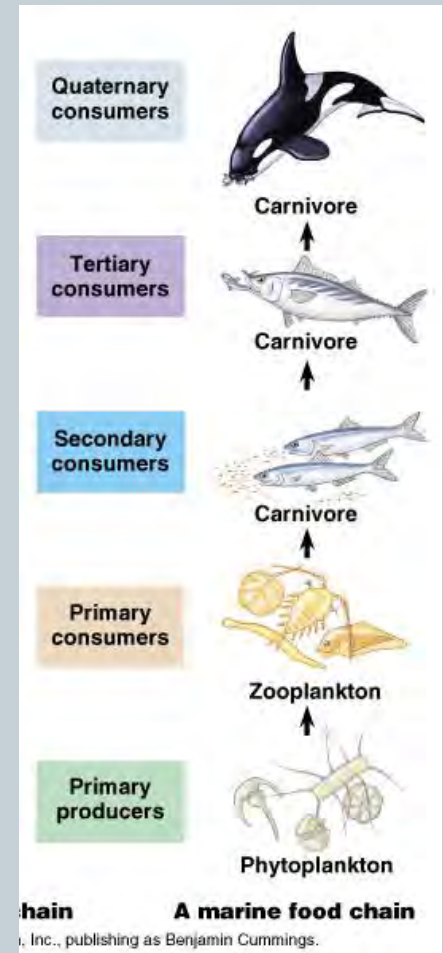 Quaternary
consumers
Carnivore
Tertiary
consumers
Carnivore
Secondary
consumers
Carnivore
Primary
consumers
Zooplankton
Primary
producers
Phytoplankton
chain A marine food chain
, Inc., publishing as Benjamin Cummings.